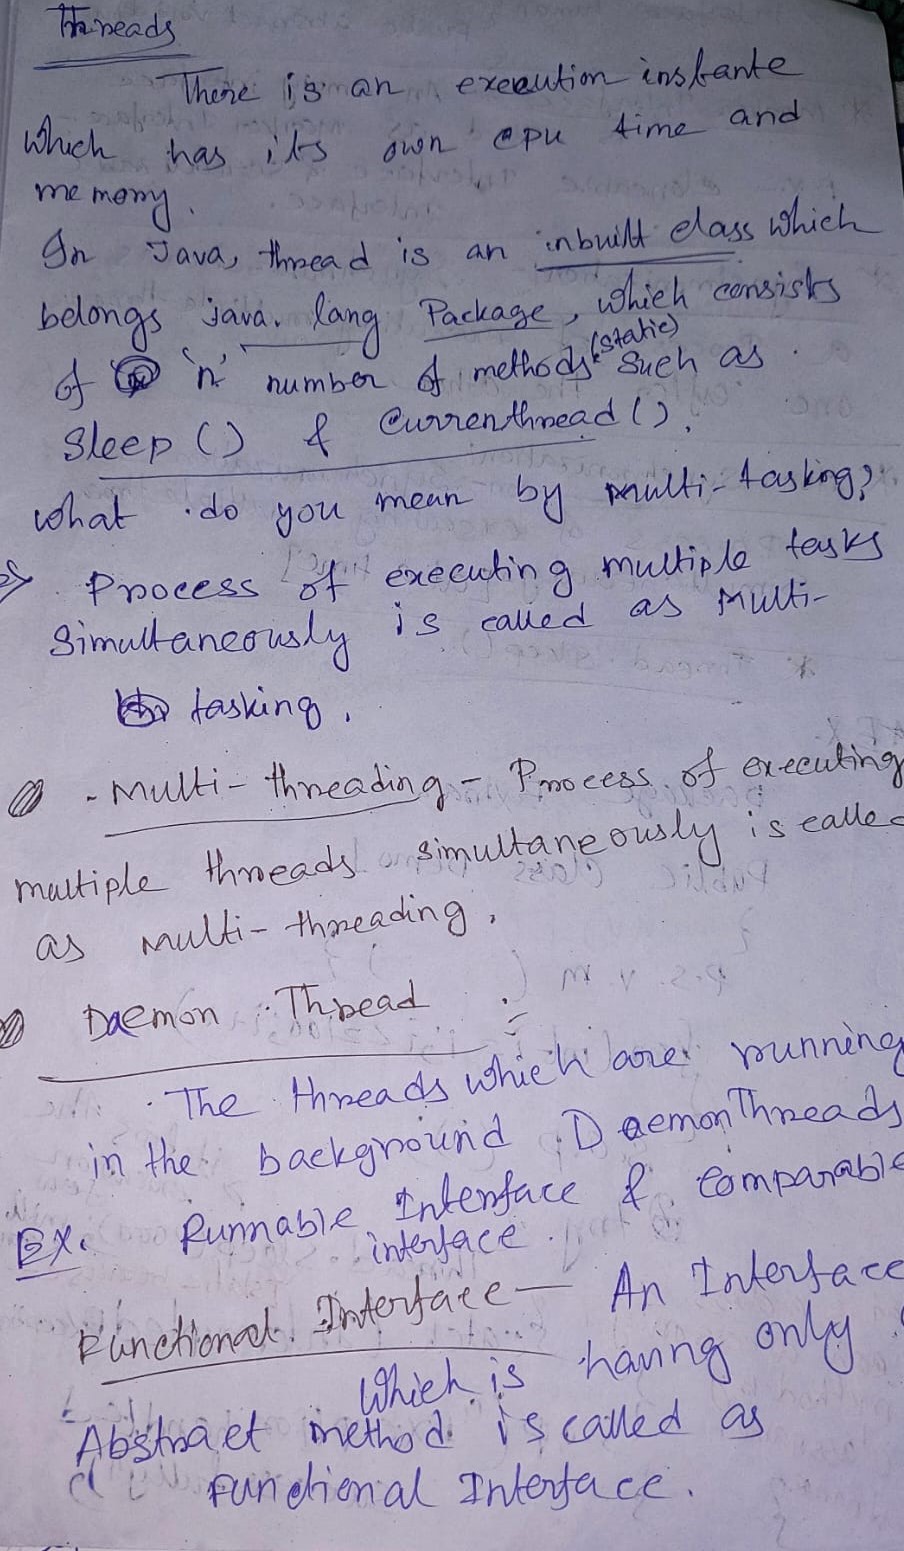 Threads
There is an execution instante
which has its own cpu time and
memory.
In Java, thread is an inbuilt class which
belongs java. lang Package, which consists
of 'n' number of methods (static) such as
Sleep () & Currenthread ().
what do you mean by multi-tasking?
Process of executing multiple tasks
Simultaneously is called as Multi-
tasking.
- Multi-threading - Process of executing
multiple threads simultaneously is called
as Multi-threading.
Daemon Thread :=
The threads which are running
in the background DaemonThreads
Ex. Runnable Interface & Comparable
interface.
Functional Interface — An Interface
Which is having only
Abstract method is called as
Functional Interface.